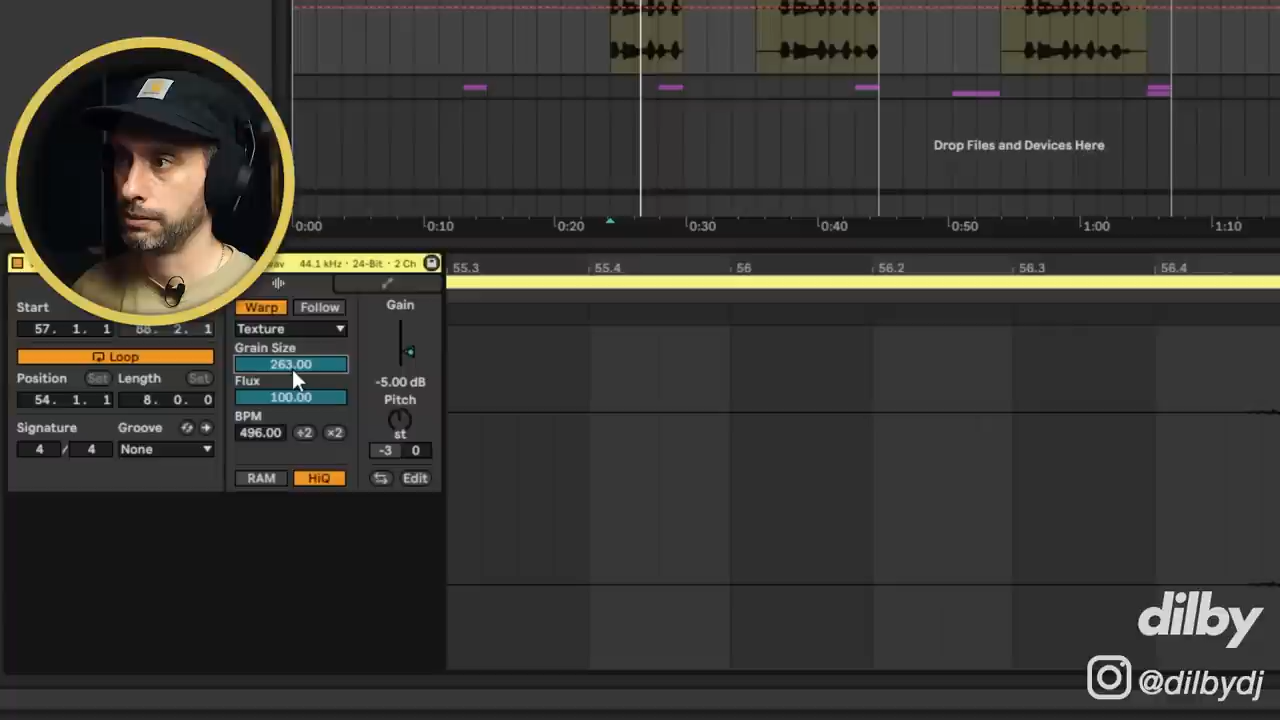 Drop Files and Devices Here
0:00 0:10 0:20 0:30 0:40 0:50 1:00 1:10
wav 44.1 kHz · 24-Bit · 2 Ch
55.3 55.4 56 56.2 56.3 56.4
Start
57. 1. 1 88. 2. 1
Loop
Position Set Length Set
54. 1. 1 8. 0. 0
Signature Groove
4 / 4 None
Warp Follow
Texture
Grain Size
263.00
Flux
100.00
BPM
496.00 ÷2 ×2
RAM HiQ
Gain
-5.00 dB
Pitch
st
-3 0
Edit
dilby
@dilbydj